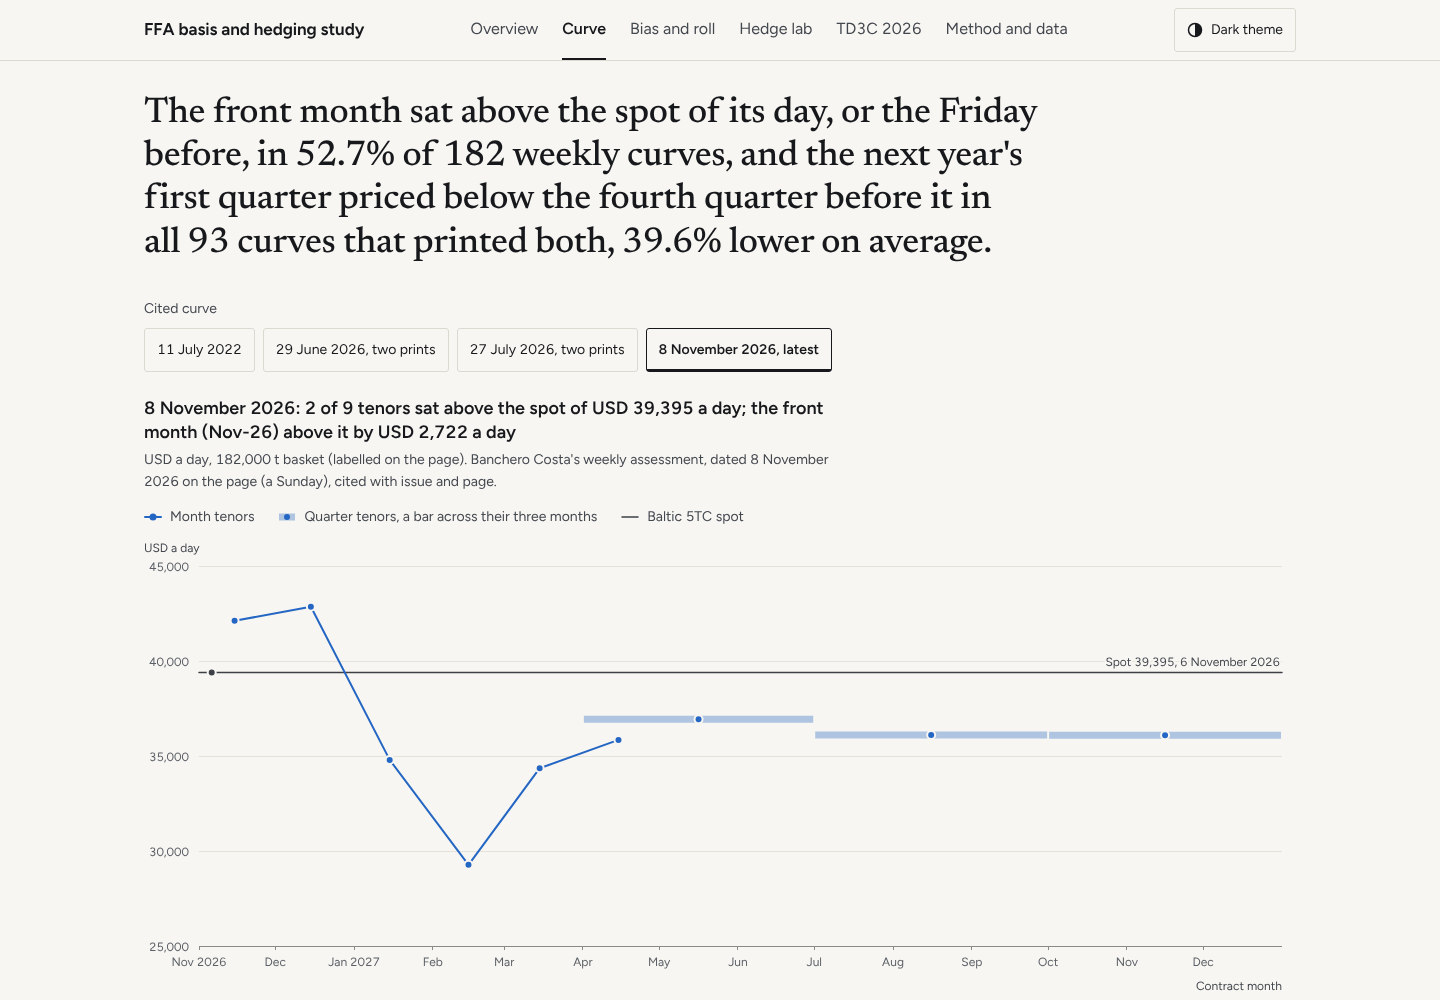 FFA basis and hedging study
Overview
Curve
Bias and roll
Hedge lab
TD3C 2026
Method and data
Dark theme
The front month sat above the spot of its day, or the Friday
before, in 52.7% of 182 weekly curves, and the next year's
first quarter priced below the fourth quarter before it in
all 93 curves that printed both, 39.6% lower on average.
Cited curve
11 July 2022
29 June 2026, two prints
27 July 2026, two prints
8 November 2026, latest
8 November 2026: 2 of 9 tenors sat above the spot of USD 39,395 a day; the front
month (Nov-26) above it by USD 2,722 a day
USD a day, 182,000 t basket (labelled on the page). Banchero Costa's weekly assessment, dated 8 November
2026 on the page (a Sunday), cited with issue and page.
Month tenors
Quarter tenors, a bar across their three months
Baltic 5TC spot
USD a day
45,000
40,000
Spot 39,395, 6 November 2026
35,000
30,000
25,000
Nov 2026
Dec
Jan 2027
Feb
Mar
Apr
May
Jun
Jul
Aug
Sep
Oct
Nov
Dec
Contract month